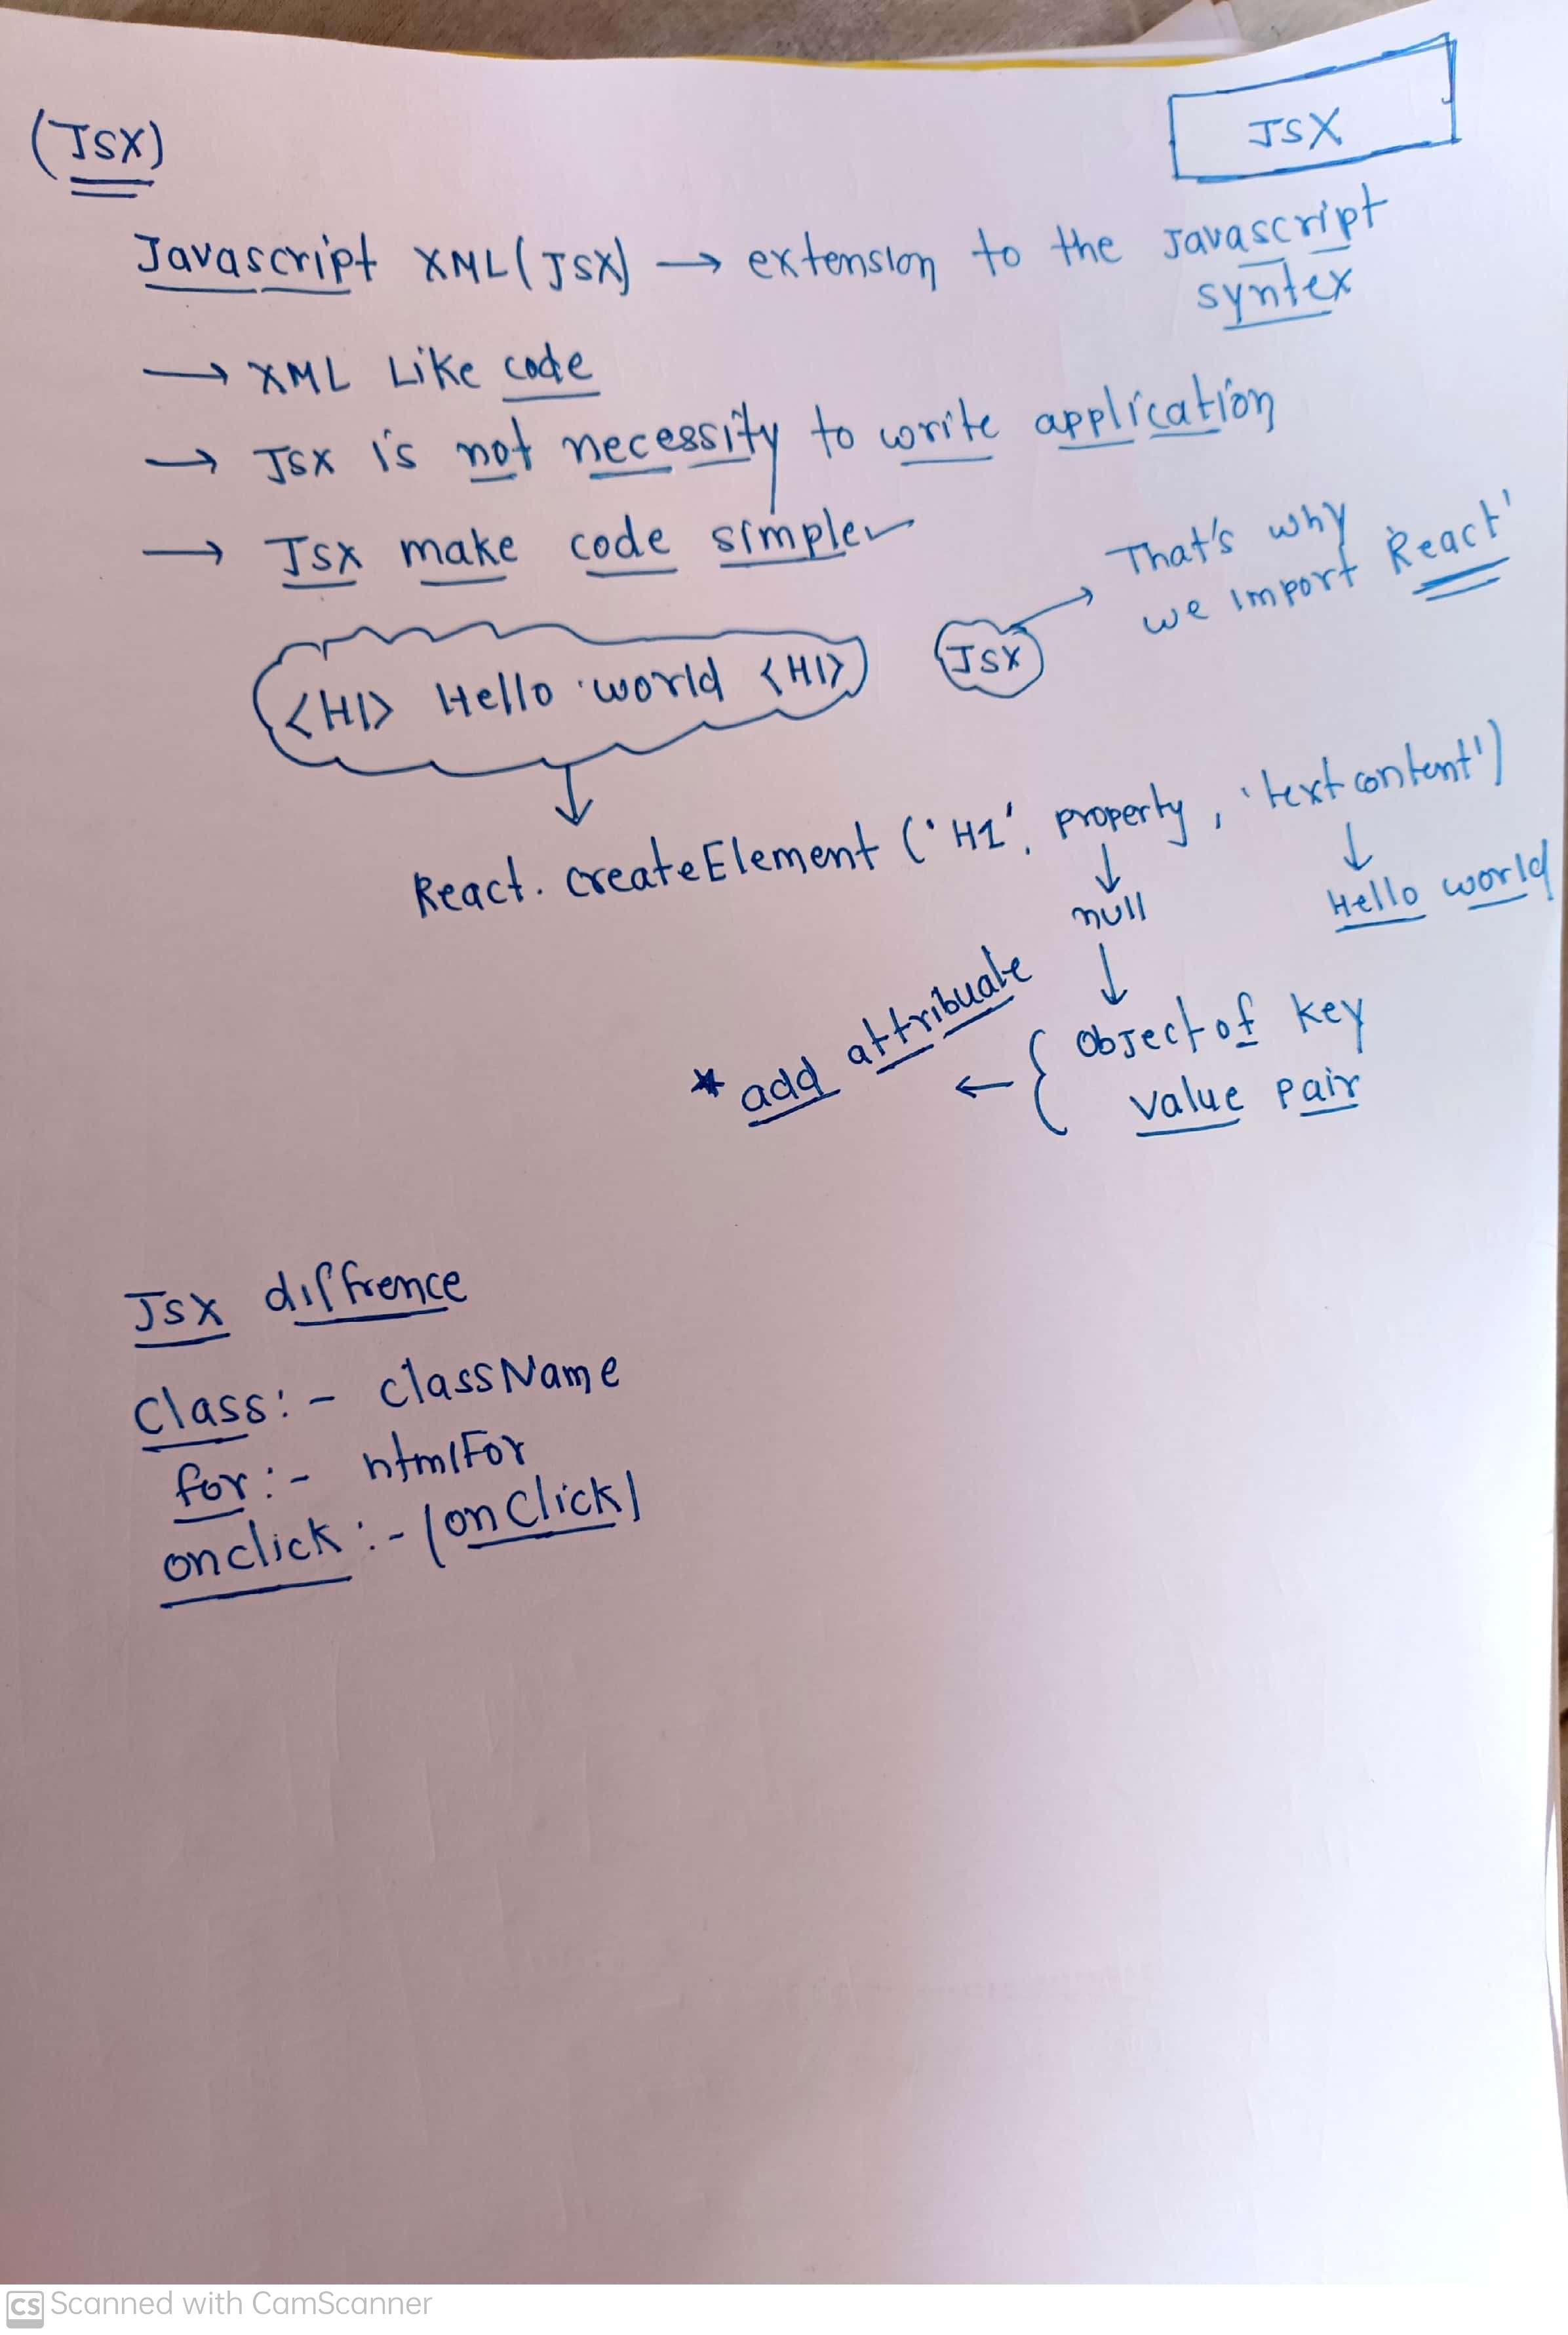 (JSX)
JSX
Javascript XML (JSX) → extension to the Javascript
syntex
→ XML Like code
→ JSX is not necessity to write application
→ JSX make code simpler
That's why
we import 'React'
<H1> Hello world <H1>
JSX
React. createElement ('H1', property, 'text content')
↓ null
↓ Hello world
* add attribuate ← { Object of key
value pair
JSX diffrence
Class :- className
for :- htmlFor
onclick :- (onClick)
CS Scanned with CamScanner